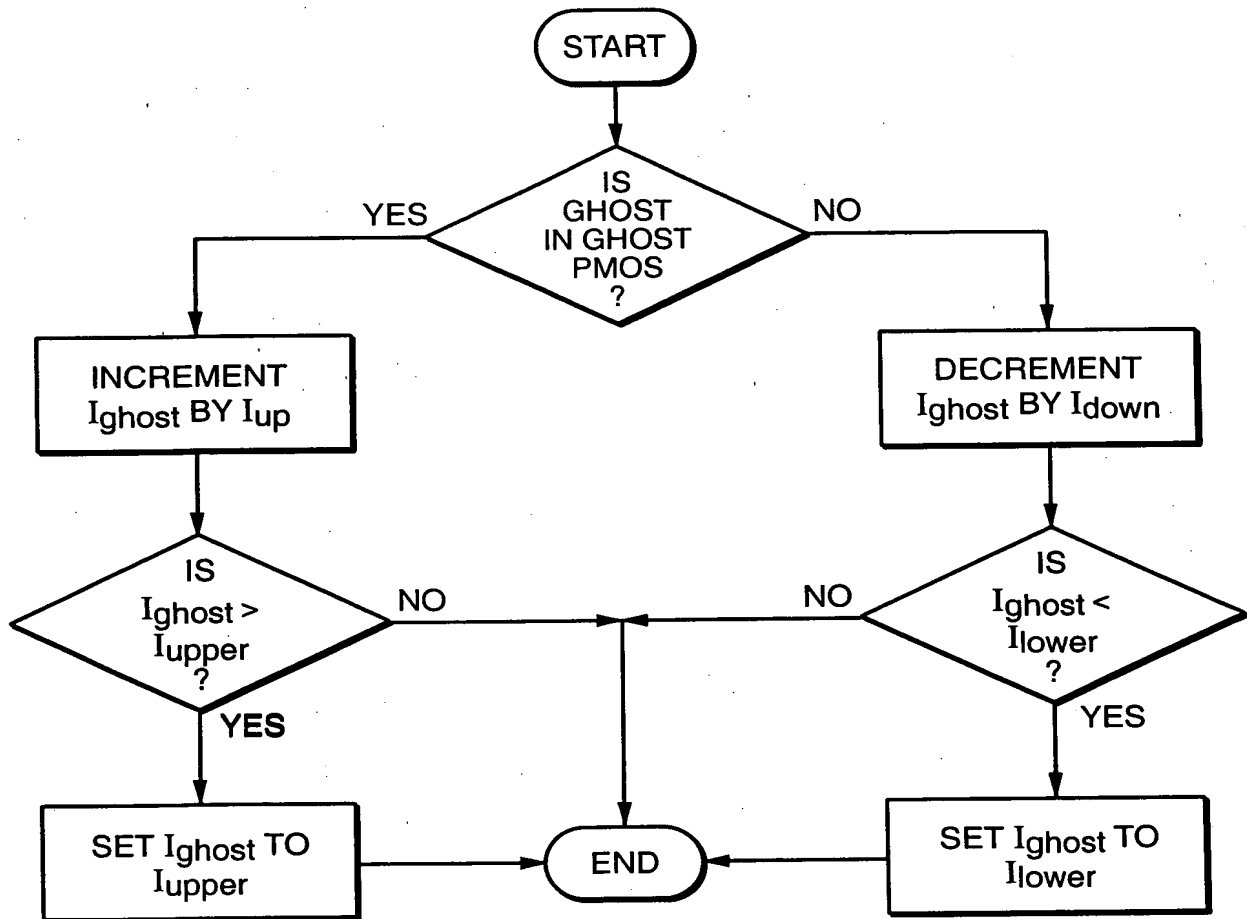 START
IS
GHOST
IN GHOST
PMOS
?
YES
NO
INCREMENT
Ighost BY Iup
DECREMENT
Ighost BY Idown
IS
Ighost >
Iupper
?
NO
YES
IS
Ighost <
Ilower
?
NO
YES
SET Ighost TO
Iupper
END
SET Ighost TO
Ilower